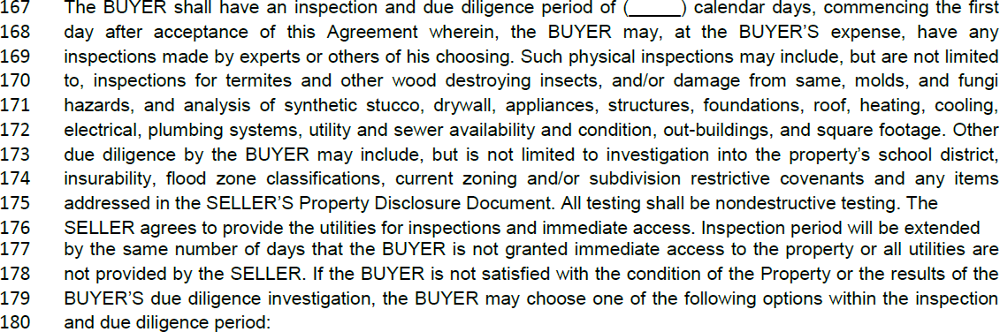 167 The BUYER shall have an inspection and due diligence period of (_____) calendar days, commencing the first
168 day after acceptance of this Agreement wherein, the BUYER may, at the BUYER'S expense, have any
169 inspections made by experts or others of his choosing. Such physical inspections may include, but are not limited
170 to, inspections for termites and other wood destroying insects, and/or damage from same, molds, and fungi
171 hazards, and analysis of synthetic stucco, drywall, appliances, structures, foundations, roof, heating, cooling,
172 electrical, plumbing systems, utility and sewer availability and condition, out-buildings, and square footage. Other
173 due diligence by the BUYER may include, but is not limited to investigation into the property's school district,
174 insurability, flood zone classifications, current zoning and/or subdivision restrictive covenants and any items
175 addressed in the SELLER'S Property Disclosure Document. All testing shall be nondestructive testing. The
176 SELLER agrees to provide the utilities for inspections and immediate access. Inspection period will be extended
177 by the same number of days that the BUYER is not granted immediate access to the property or all utilities are
178 not provided by the SELLER. If the BUYER is not satisfied with the condition of the Property or the results of the
179 BUYER'S due diligence investigation, the BUYER may choose one of the following options within the inspection
180 and due diligence period: